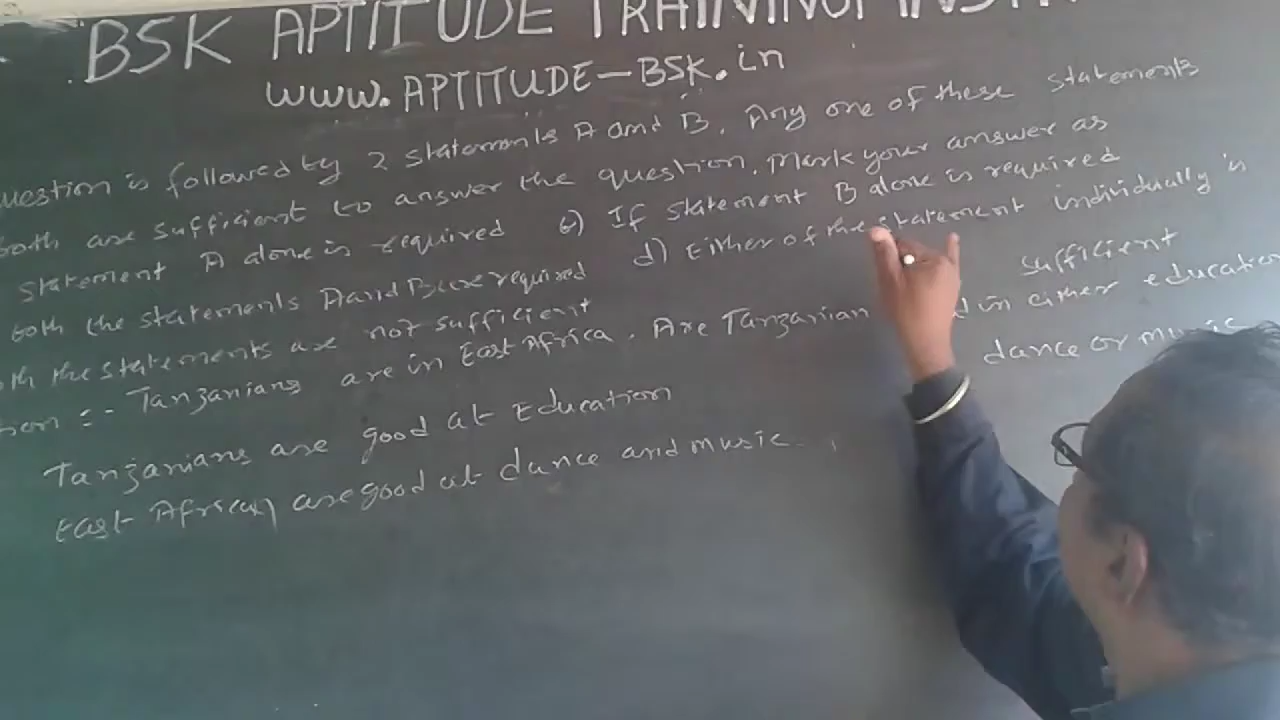 BSK APTITUDE TRAINING
www.APTITUDE-BSK.in
is followed by 2 statements A and B. Any one of these statements
both are sufficient to answer the question. Mark your answer as
statement A alone is required c) If statement B alone is required
both the statements A and B are required d) Either of the statement individually is
the statements are not sufficient sufficient
:- Tanzanians are in East Africa. Are Tanzanian in either education
dance or music
Tanzanians are good at Education
East African are good at dance and music